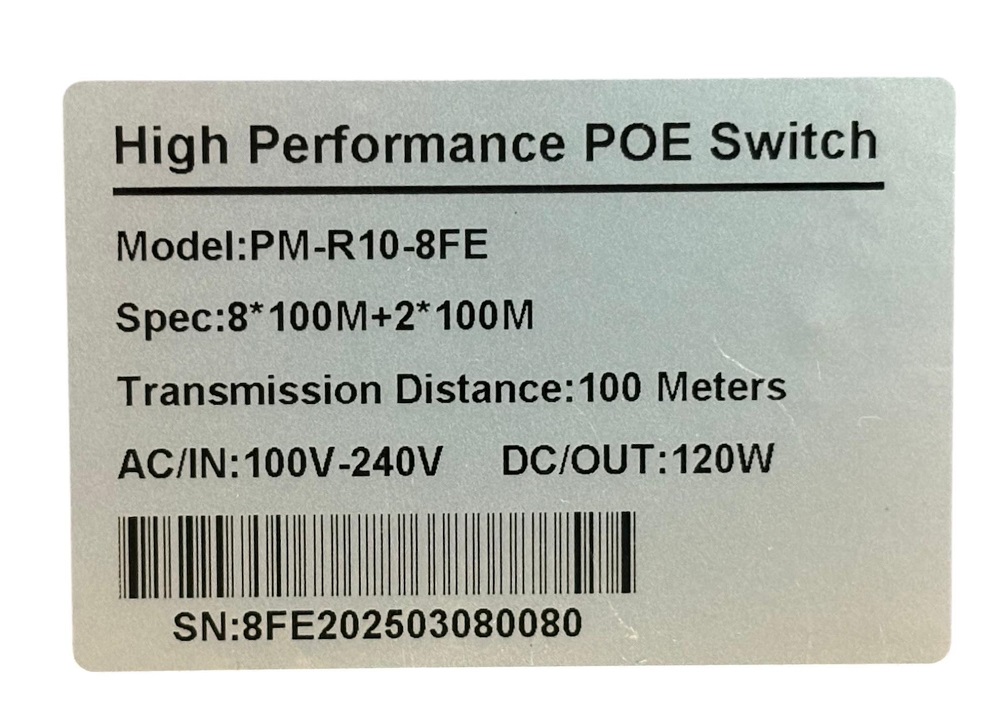 High Performance POE Switch
Model:PM-R10-8FE
Spec:8*100M+2*100M
Transmission Distance:100 Meters
AC/IN:100V-240V DC/OUT:120W
SN:8FE202503080080